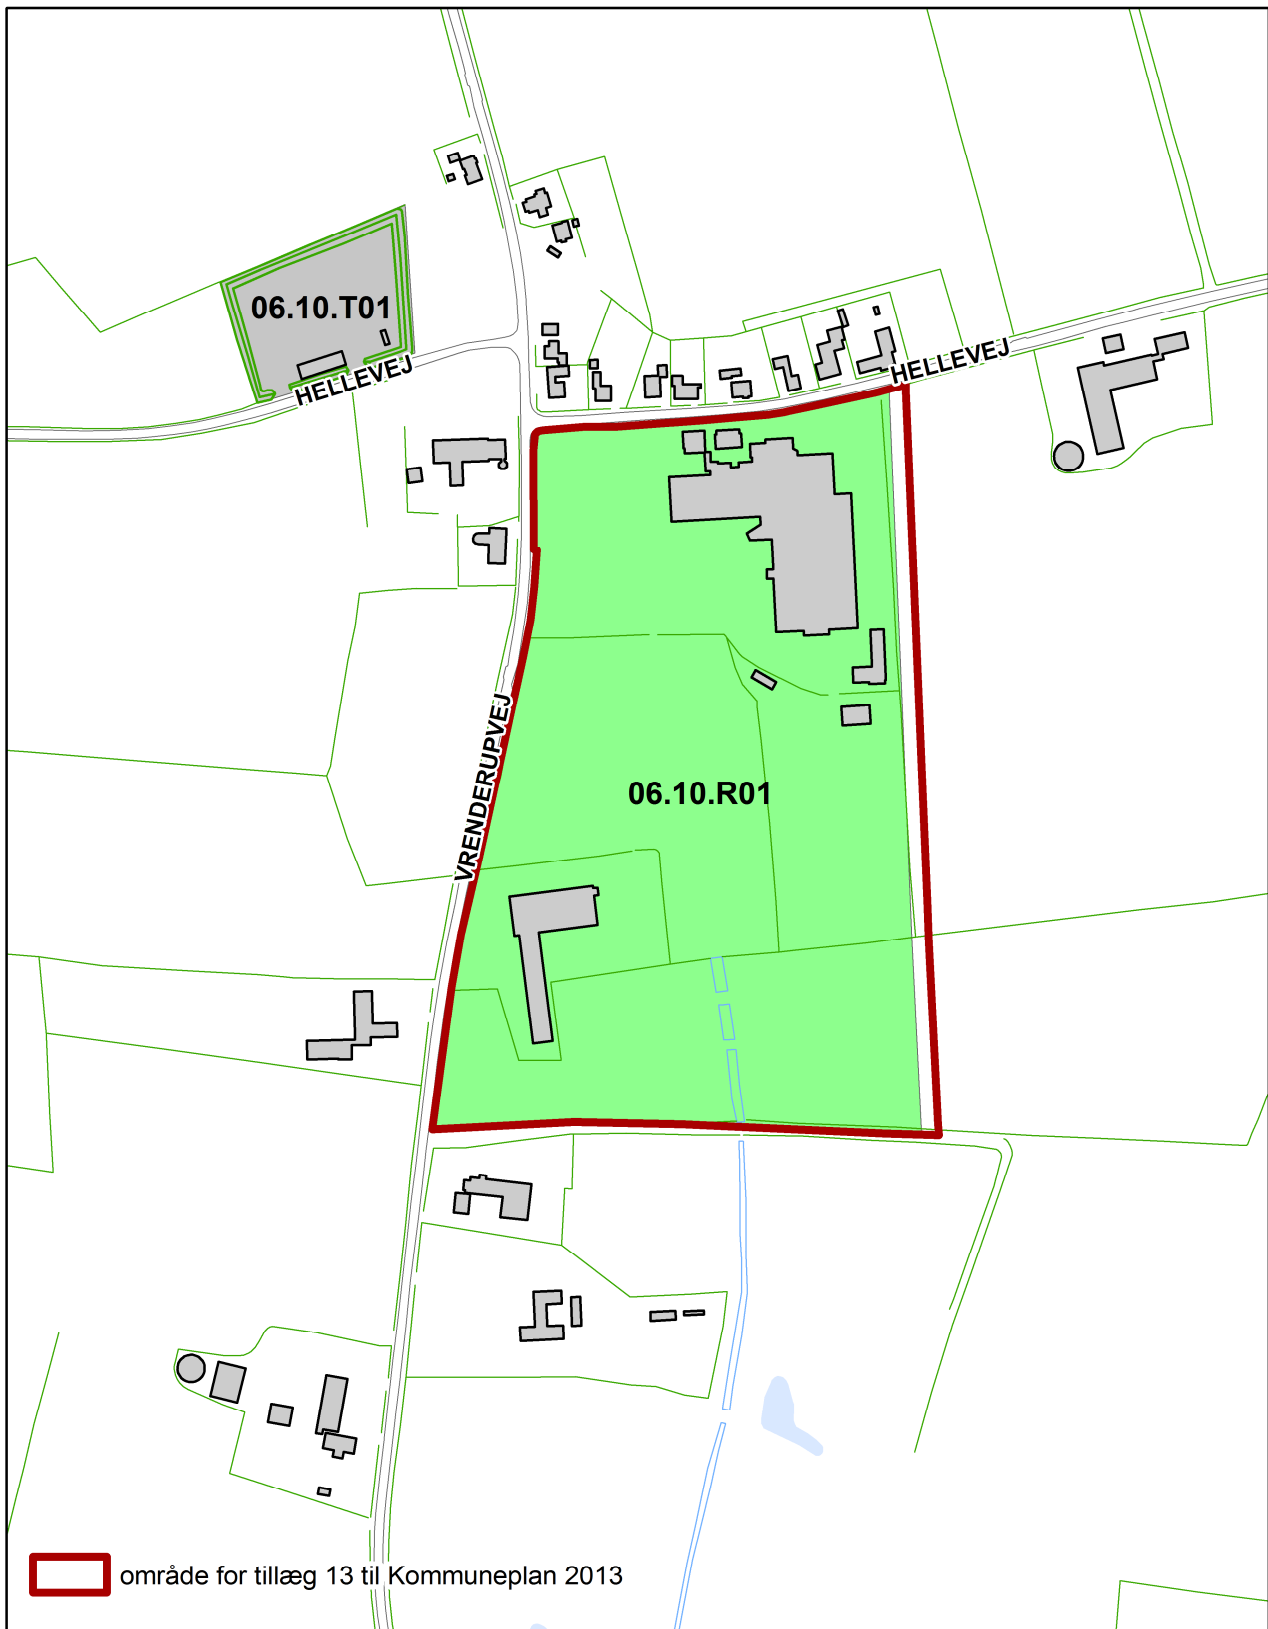 06.10.T01
HELLEVEJ
HELLEVEJ
VRENDERUPVEJ
06.10.R01
område for tillæg 13 til Kommuneplan 2013